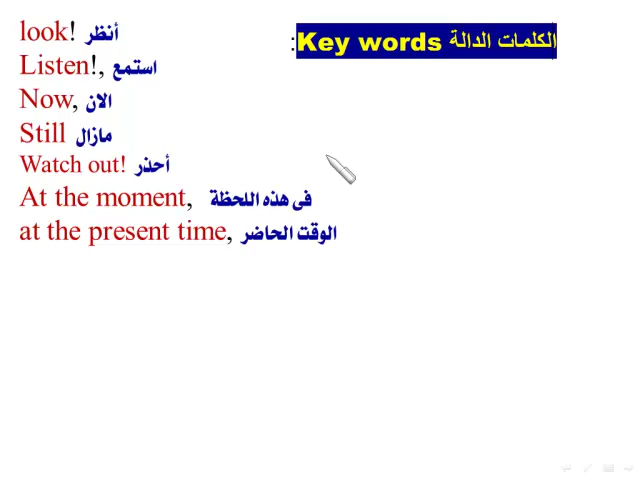 Key words الكلمات الدالة:
look! أنظر
Listen!, استمع
Now, الان
Still مازال
Watch out! أحذر
At the moment, فى هذه اللحظة
at the present time, الوقت الحاضر